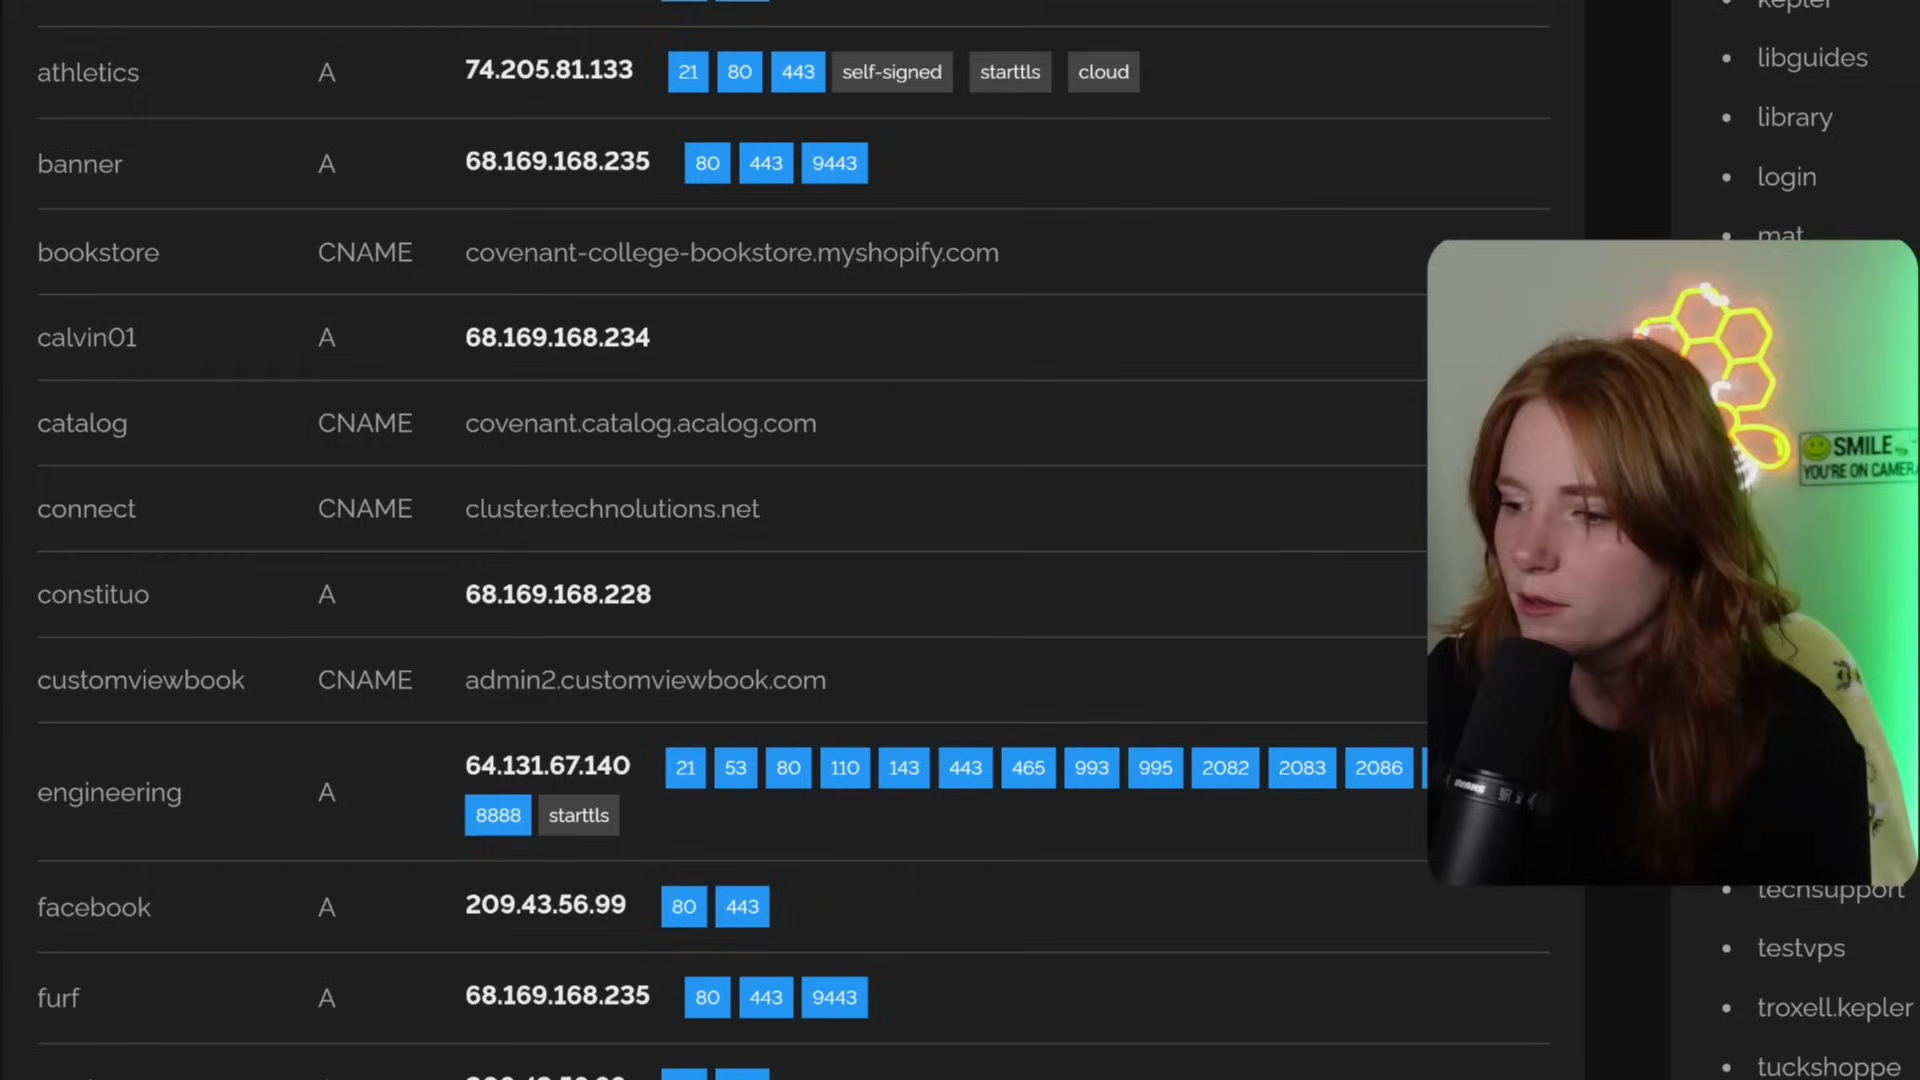 athletics A 74.205.81.133 21 80 443 self-signed starttls cloud
banner A 68.169.168.235 80 443 9443
bookstore CNAME covenant-college-bookstore.myshopify.com
calvin01 A 68.169.168.234
catalog CNAME covenant.catalog.acalog.com
connect CNAME cluster.technolutions.net
constituo A 68.169.168.228
customviewbook CNAME admin2.customviewbook.com
engineering A 64.131.67.140 21 53 80 110 143 443 465 993 995 2082 2083 2086
8888 starttls
facebook A 209.43.56.99 80 443
furf A 68.169.168.235 80 443 9443
kepler
libguides
library
login
mat
SMILE
YOU'RE ON CAMERA
techsupport
testvps
troxell.kepler
tuckshoppe